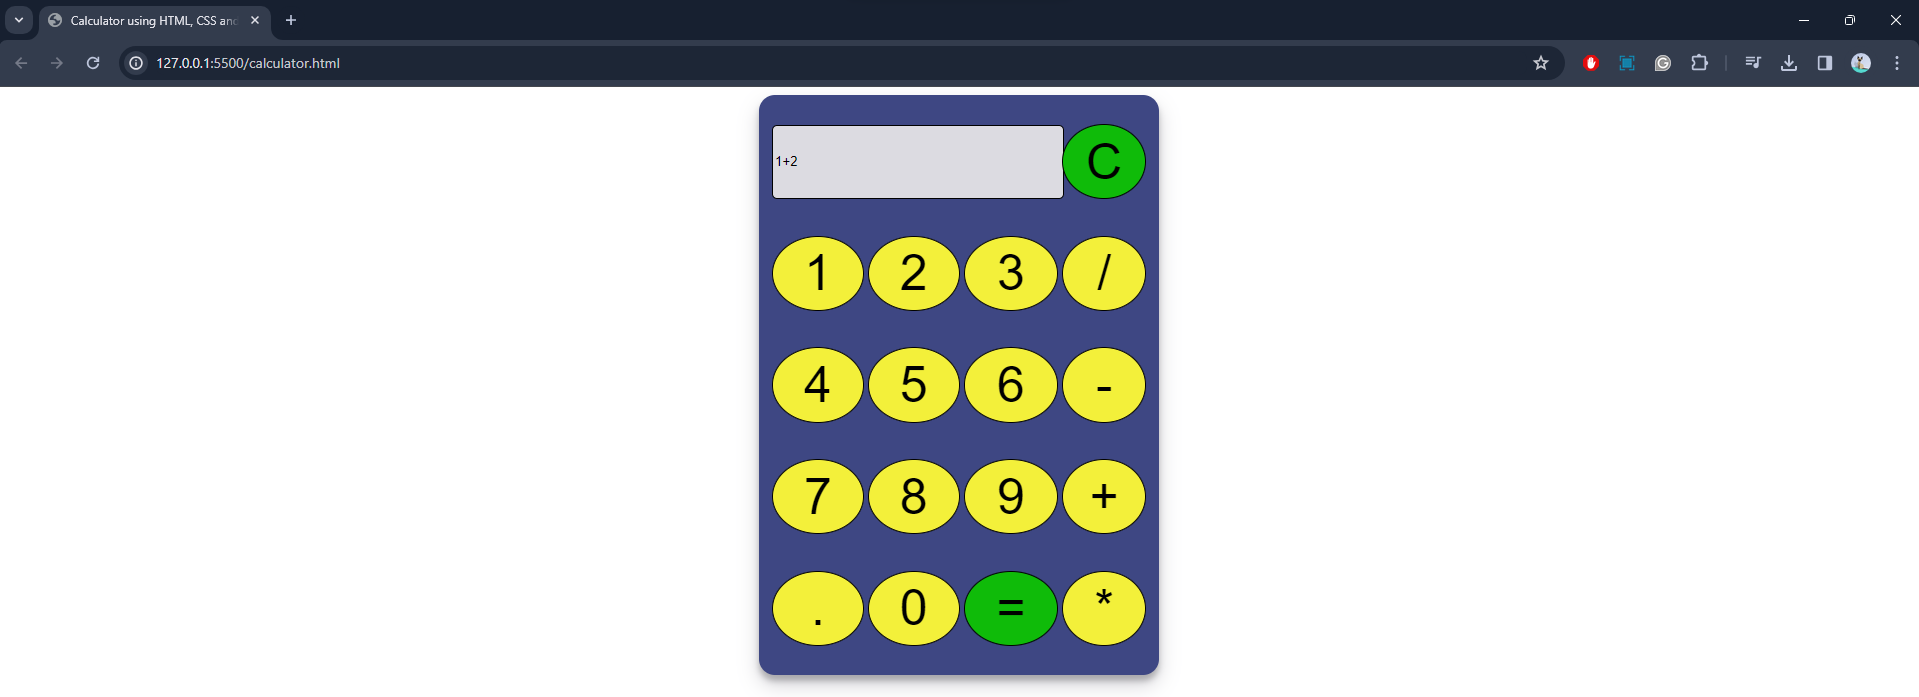 Calculator using HTML, CSS and
127.0.0.1:5500/calculator.html
1+2 C
1 2 3 /
4 5 6 -
7 8 9 +
. 0 = *